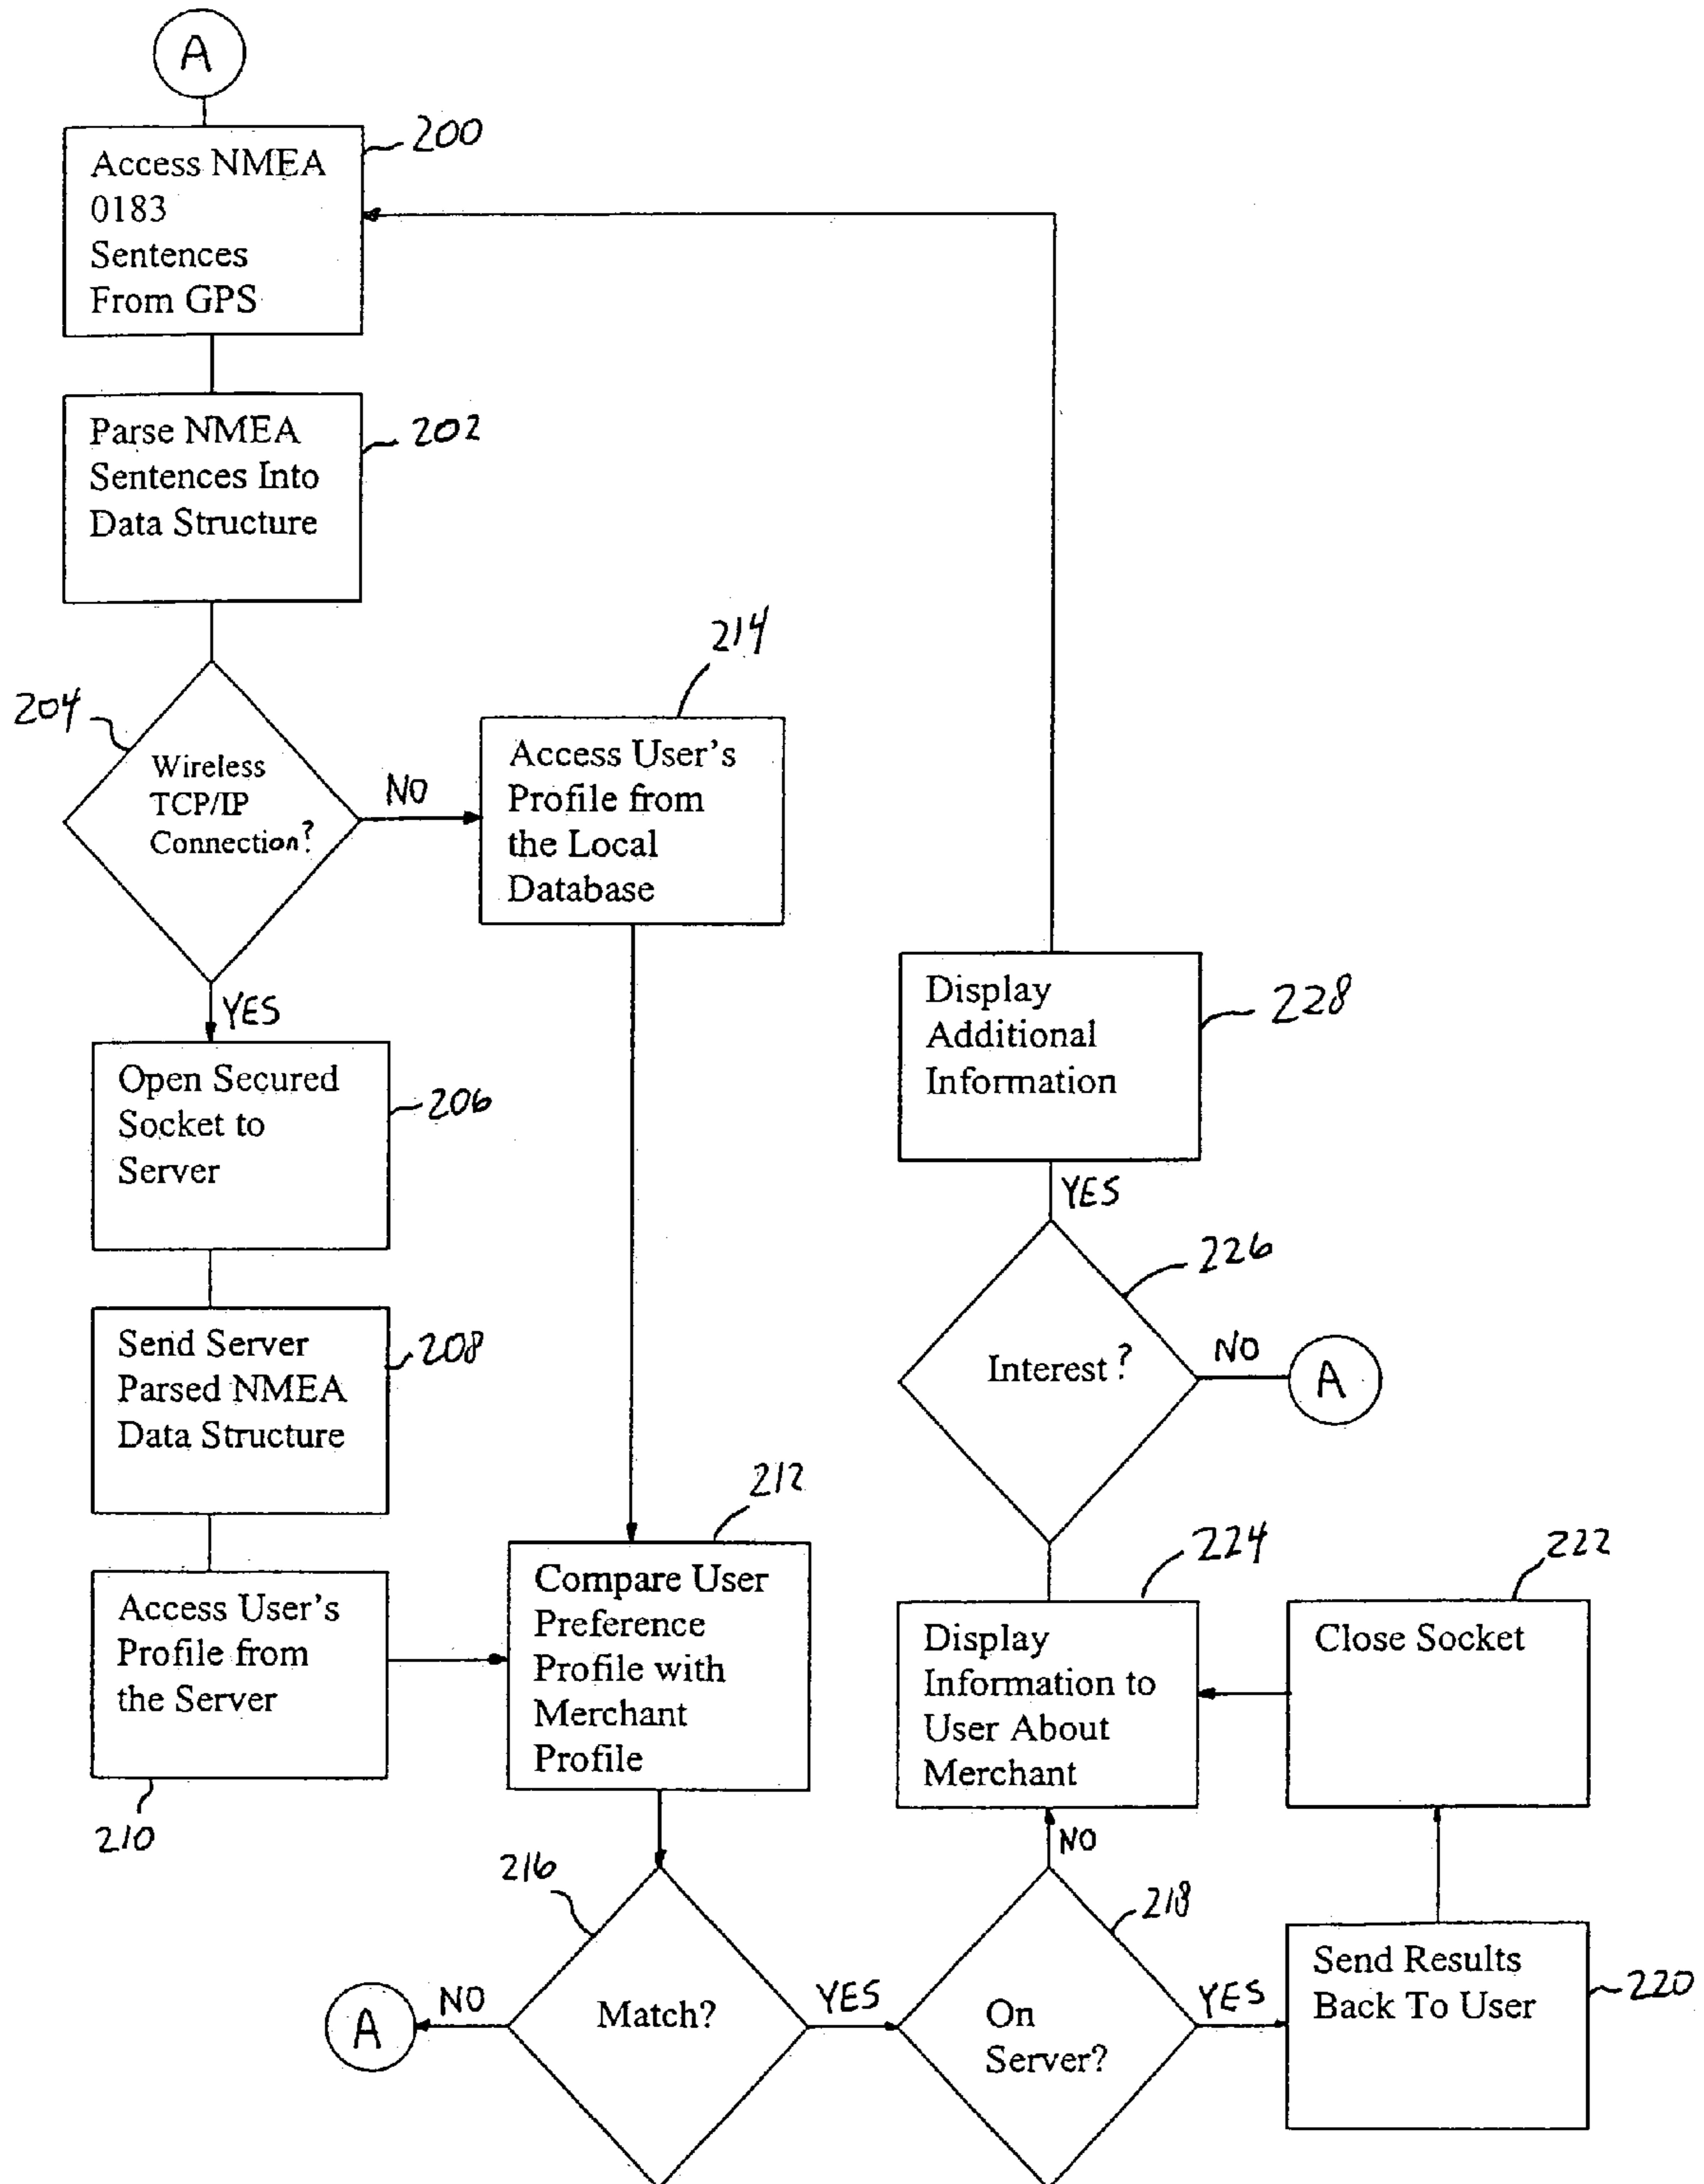 A
200
Access NMEA
0183
Sentences
From GPS
202
Parse NMEA
Sentences Into
Data Structure
204
Wireless
TCP/IP
Connection?
NO
214
Access User's
Profile from
the Local
Database
YES
Open Secured
Socket to
Server
206
Send Server
Parsed NMEA
Data Structure
208
Access User's
Profile from
the Server
210
212
Compare User
Preference
Profile with
Merchant
Profile
216
Match?
NO
A
YES
218
On
Server?
YES
Send Results
Back To User
220
222
Close Socket
NO
224
Display
Information to
User About
Merchant
226
Interest?
NO
A
YES
Display
Additional
Information
228